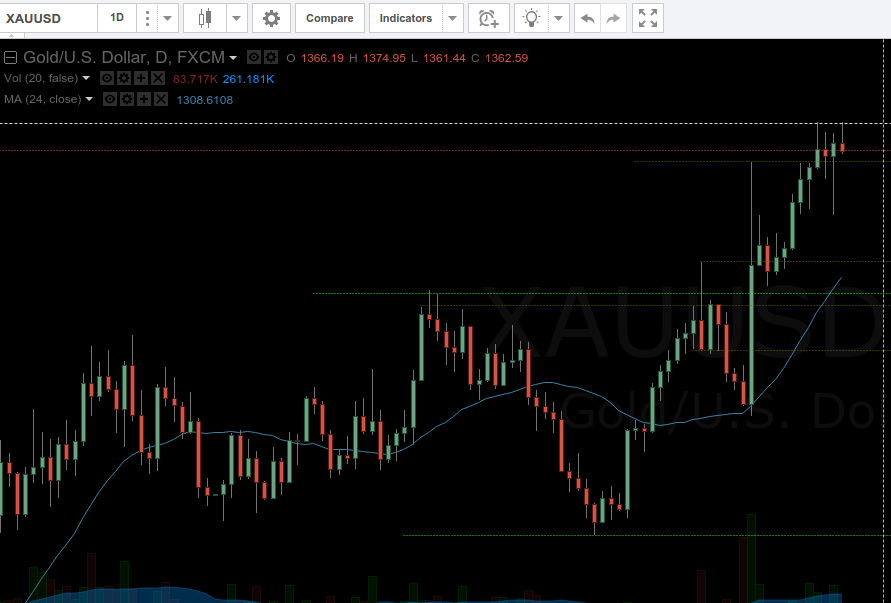 XAUUSD 1D Compare Indicators
Gold/U.S. Dollar, D, FXCM O 1366.19 H 1374.95 L 1361.44 C 1362.59
Vol (20, false) 83.717K 261.181K
MA (24, close) 1308.6108
XAUUSD
Gold/U.S. Do